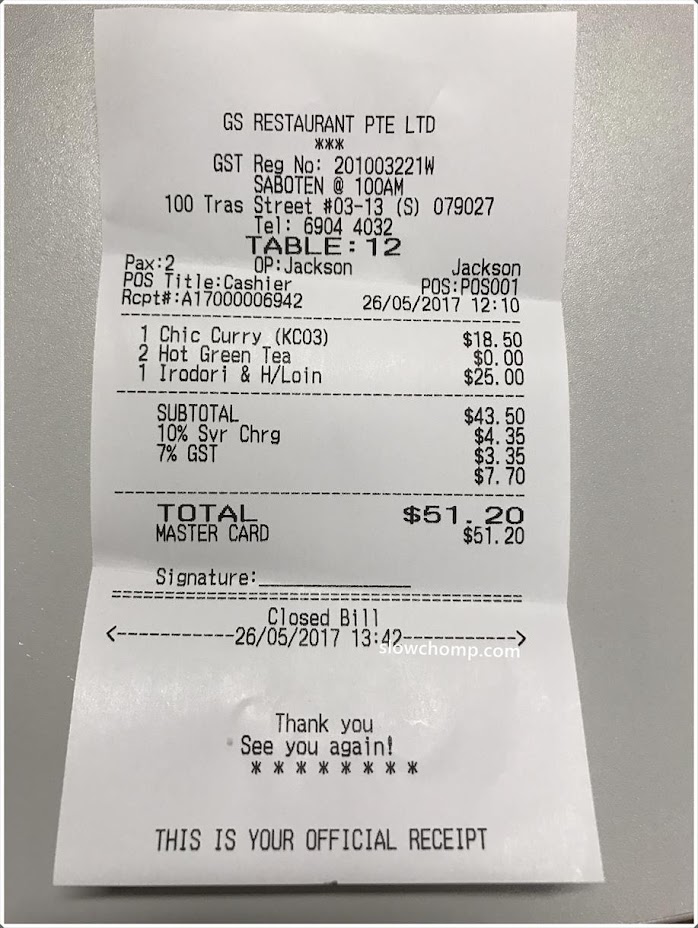 GS RESTAURANT PTE LTD
***
GST Reg No: 201003221W
SABOTEN @ 100AM
100 Tras Street #03-13 (S) 079027
Tel: 6904 4032
TABLE: 12
Pax:2 OP:Jackson Jackson
POS Title:Cashier POS:POS001
Rcpt#:A17000006942 26/05/2017 12:10
1 Chic Curry (KC03) $18.50
2 Hot Green Tea $0.00
1 Irodori & H/Loin $25.00
SUBTOTAL $43.50
10% Svr Chrg $4.35
7% GST $3.35
$7.70
TOTAL $51.20
MASTER CARD $51.20
Signature:
Closed Bill
<-----------26/05/2017 13:42----------->
slowchomp.com
Thank you
See you again!
* * * * * * * *
THIS IS YOUR OFFICIAL RECEIPT